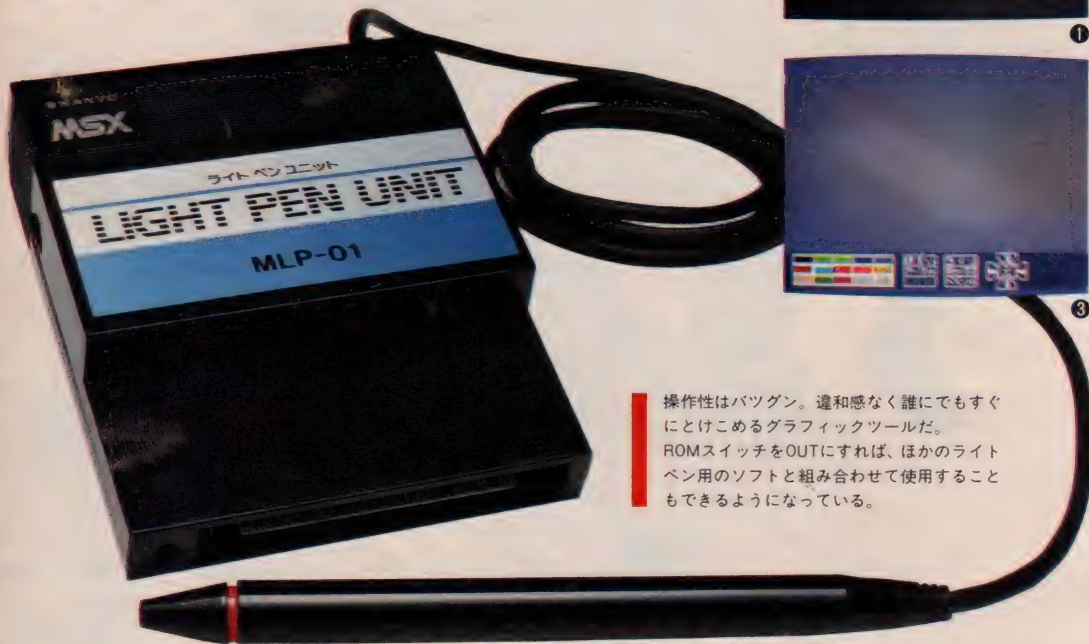 ❶
SANYO
MSX
ライトペンユニット
LIGHT PEN UNIT
MLP-01
❸
操作性はバツグン。違和感なく誰にでもすぐ
にとけこめるグラフィックツールだ。
ROMスイッチをOUTにすれば、ほかのライト
ペン用のソフトと組み合わせて使用すること
もできるようになっている。